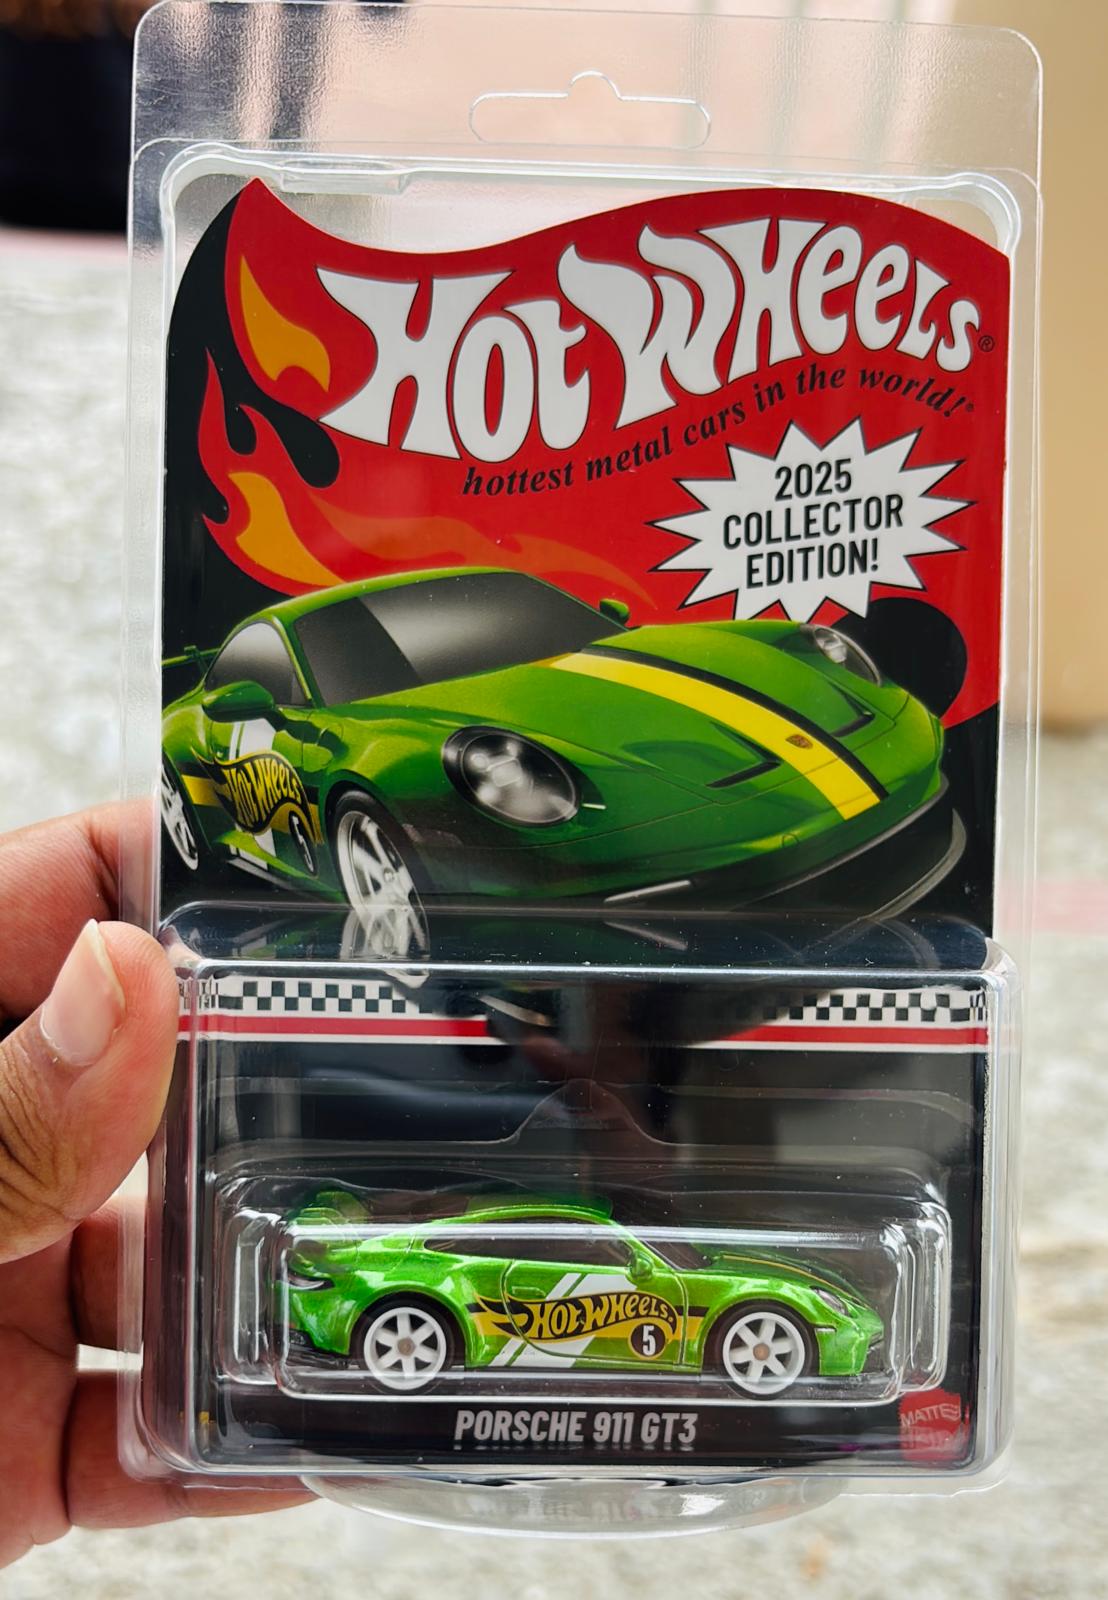 Hot Wheels®
hottest metal cars in the world!
2025
COLLECTOR
EDITION!
Hot Wheels
5
Hot Wheels
5
PORSCHE 911 GT3
MATTEL